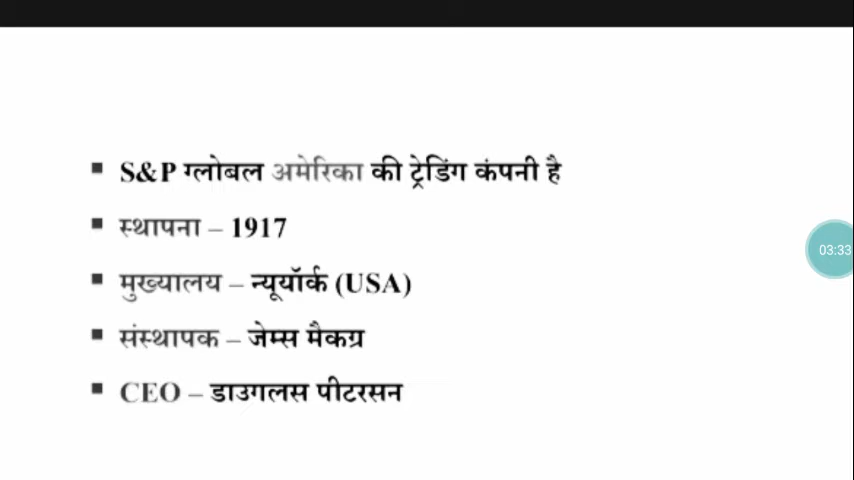 S&P ग्लोबल अमेरिका की ट्रेडिंग कंपनी है
स्थापना – 1917
03:33
मुख्यालय – न्यूयॉर्क (USA)
संस्थापक – जेम्स मैकग्र
CEO – डाउगलस पीटरसन